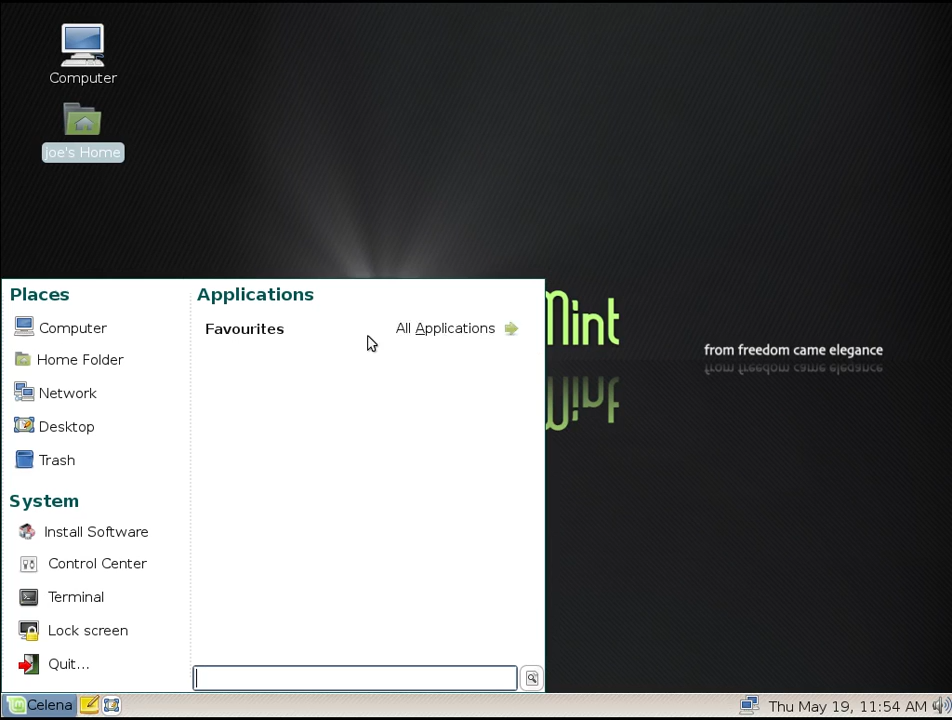 Computer
joe's Home
Places
Computer
Home Folder
Network
Desktop
Trash
System
Install Software
Control Center
Terminal
Lock screen
Quit...
Applications
Favourites
All Applications
Mint
from freedom came elegance
Celena
Thu May 19, 11:54 AM